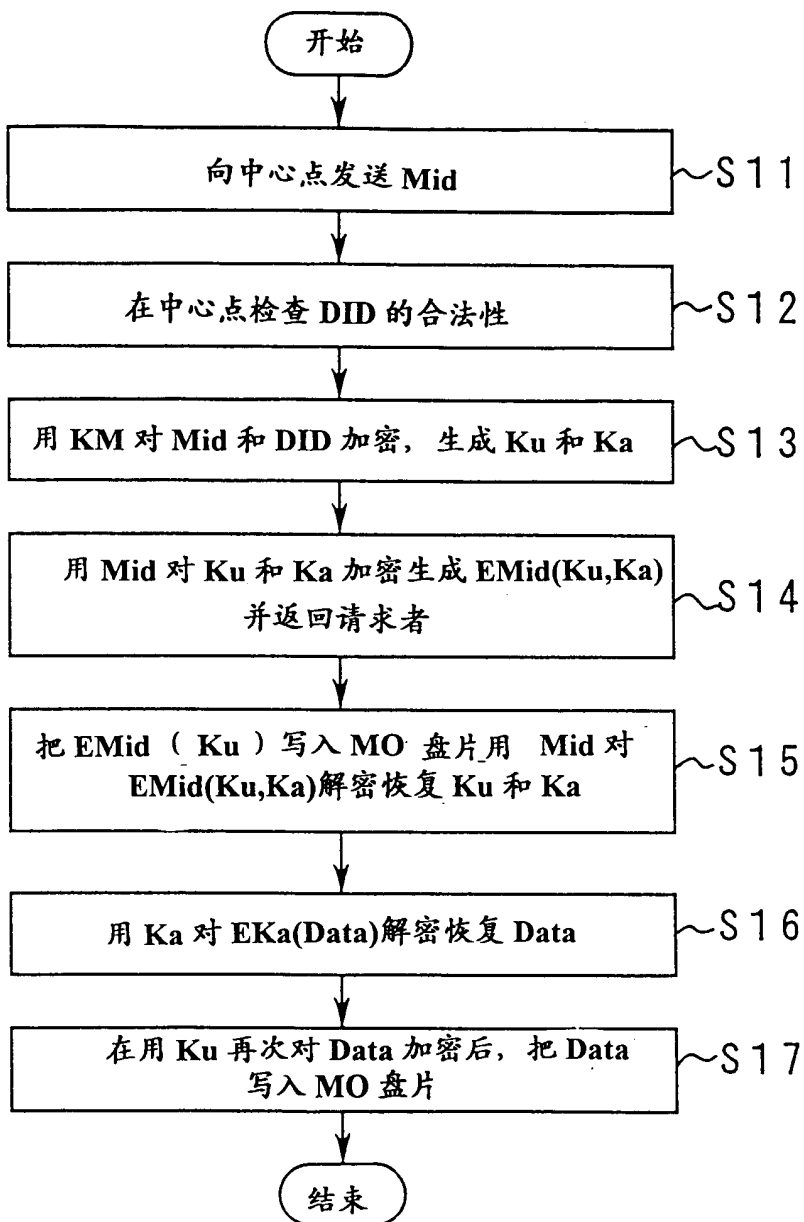 开始
向中心点发送 Mid
S11
在中心点检查 DID 的合法性
S12
用 KM 对 Mid 和 DID 加密，生成 Ku 和 Ka
S13
用 Mid 对 Ku 和 Ka 加密生成 EMid(Ku,Ka)
并返回请求者
S14
把 EMid（Ku）写入 MO 盘片用 Mid 对
EMid(Ku,Ka)解密恢复 Ku 和 Ka
S15
用 Ka 对 EKa(Data)解密恢复 Data
S16
在用 Ku 再次对 Data 加密后，把 Data
写入 MO 盘片
S17
结束